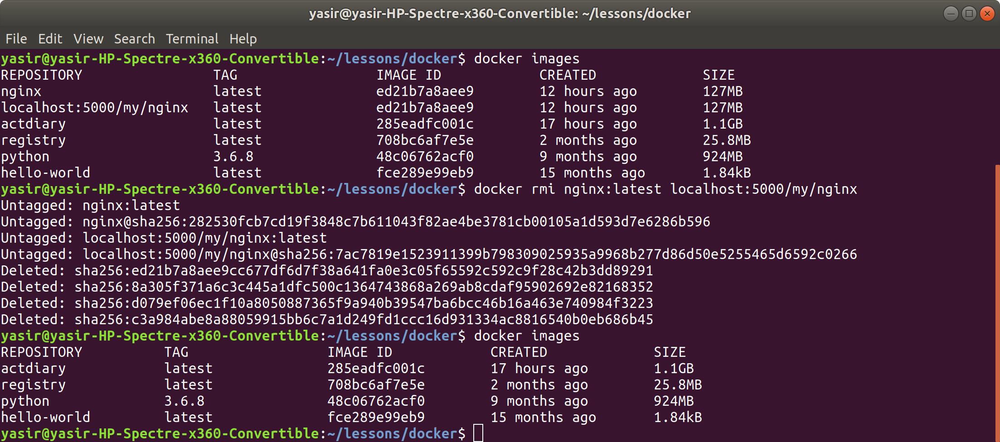 yasir@yasir-HP-Spectre-x360-Convertible: ~/lessons/docker
File Edit View Search Terminal Help
yasir@yasir-HP-Spectre-x360-Convertible:~/lessons/docker$ docker images
REPOSITORY TAG IMAGE ID CREATED SIZE
nginx latest ed21b7a8aee9 12 hours ago 127MB
localhost:5000/my/nginx latest ed21b7a8aee9 12 hours ago 127MB
actdiary latest 285eadfc001c 17 hours ago 1.1GB
registry latest 708bc6af7e5e 2 months ago 25.8MB
python 3.6.8 48c06762acf0 9 months ago 924MB
hello-world latest fce289e99eb9 15 months ago 1.84kB
yasir@yasir-HP-Spectre-x360-Convertible:~/lessons/docker$ docker rmi nginx:latest localhost:5000/my/nginx
Untagged: nginx:latest
Untagged: nginx@sha256:282530fcb7cd19f3848c7b611043f82ae4be3781cb00105a1d593d7e6286b596
Untagged: localhost:5000/my/nginx:latest
Untagged: localhost:5000/my/nginx@sha256:7ac7819e1523911399b798309025935a9968b277d86d50e5255465d6592c0266
Deleted: sha256:ed21b7a8aee9cc677df6d7f38a641fa0e3c05f65592c592c9f28c42b3dd89291
Deleted: sha256:8a305f371a6c3c445a1dfc500c1364743868a269ab8cdaf95902692e82168352
Deleted: sha256:d079ef06ec1f10a8050887365f9a940b39547ba6bcc46b16a463e740984f3223
Deleted: sha256:c3a984abe8a88059915bb6c7a1d249fd1ccc16d931334ac8816540b0eb686b45
yasir@yasir-HP-Spectre-x360-Convertible:~/lessons/docker$ docker images
REPOSITORY TAG IMAGE ID CREATED SIZE
actdiary latest 285eadfc001c 17 hours ago 1.1GB
registry latest 708bc6af7e5e 2 months ago 25.8MB
python 3.6.8 48c06762acf0 9 months ago 924MB
hello-world latest fce289e99eb9 15 months ago 1.84kB
yasir@yasir-HP-Spectre-x360-Convertible:~/lessons/docker$